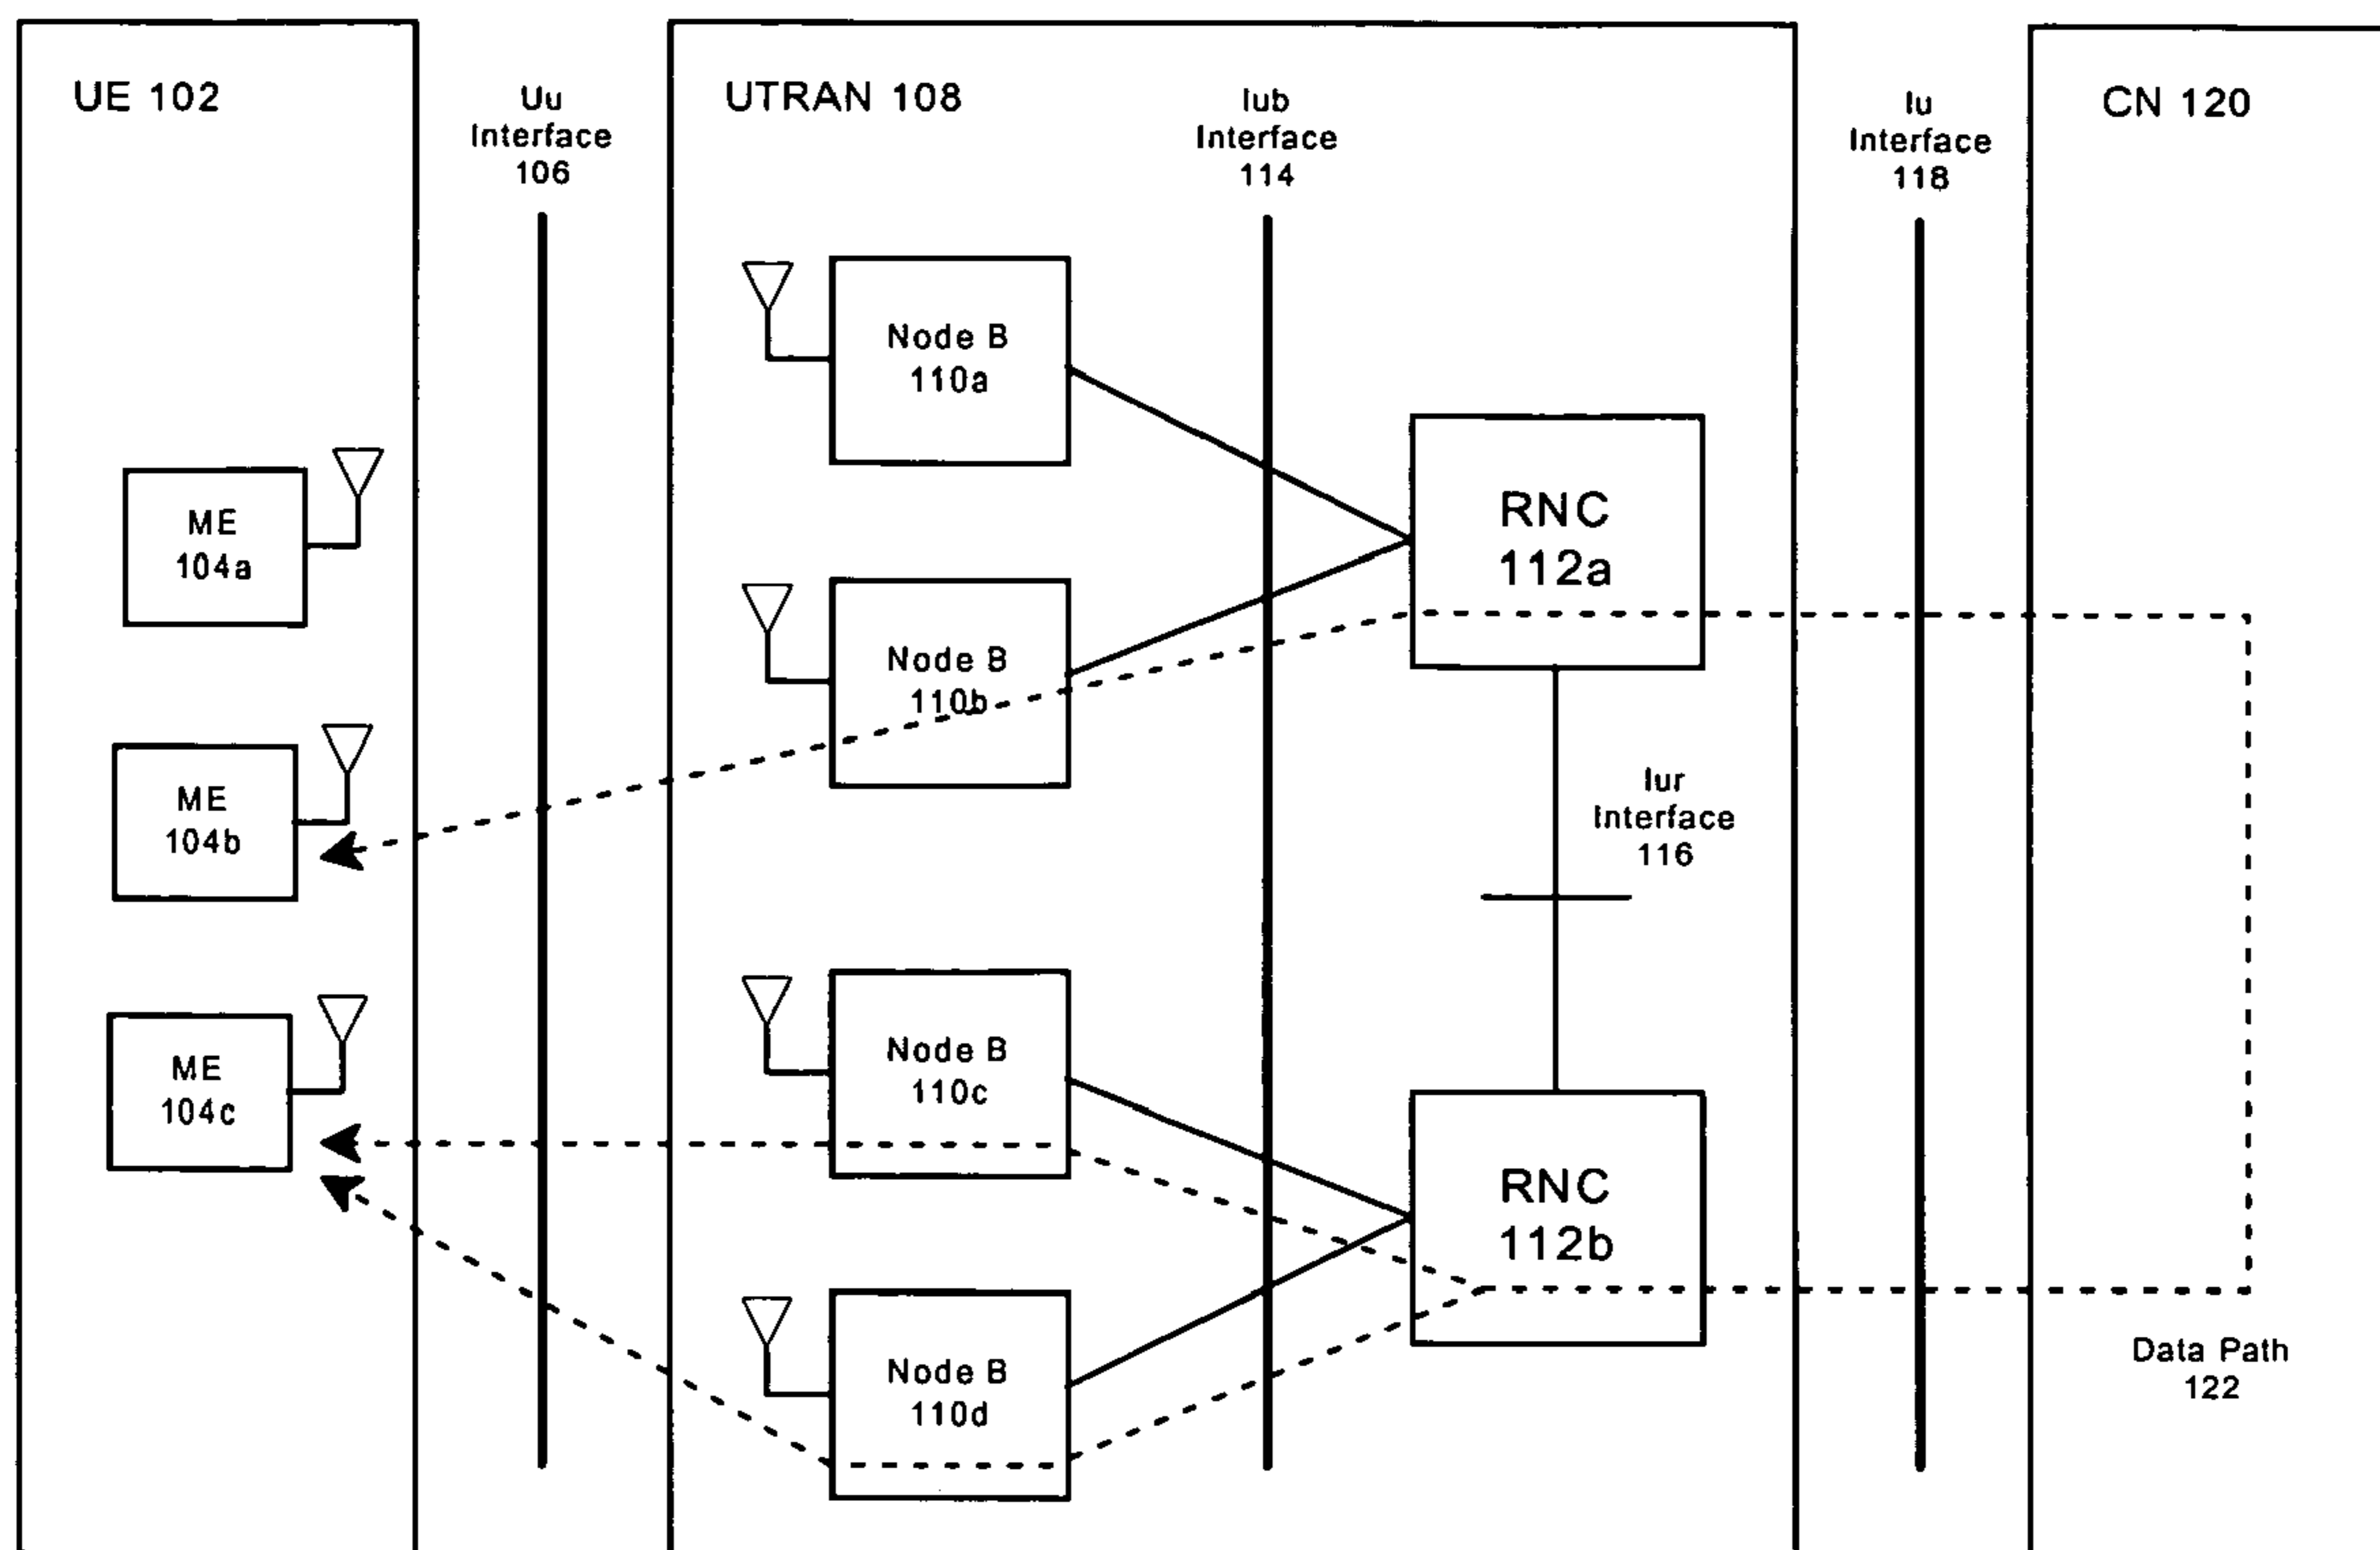 UE 102
Uu
Interface
106
UTRAN 108
Iub
Interface
114
Iu
Interface
118
CN 120
Node B
110a
RNC
112a
ME
104a
Node B
110b
ME
104b
Iur
Interface
116
Node B
110c
ME
104c
RNC
112b
Node B
110d
Data Path
122